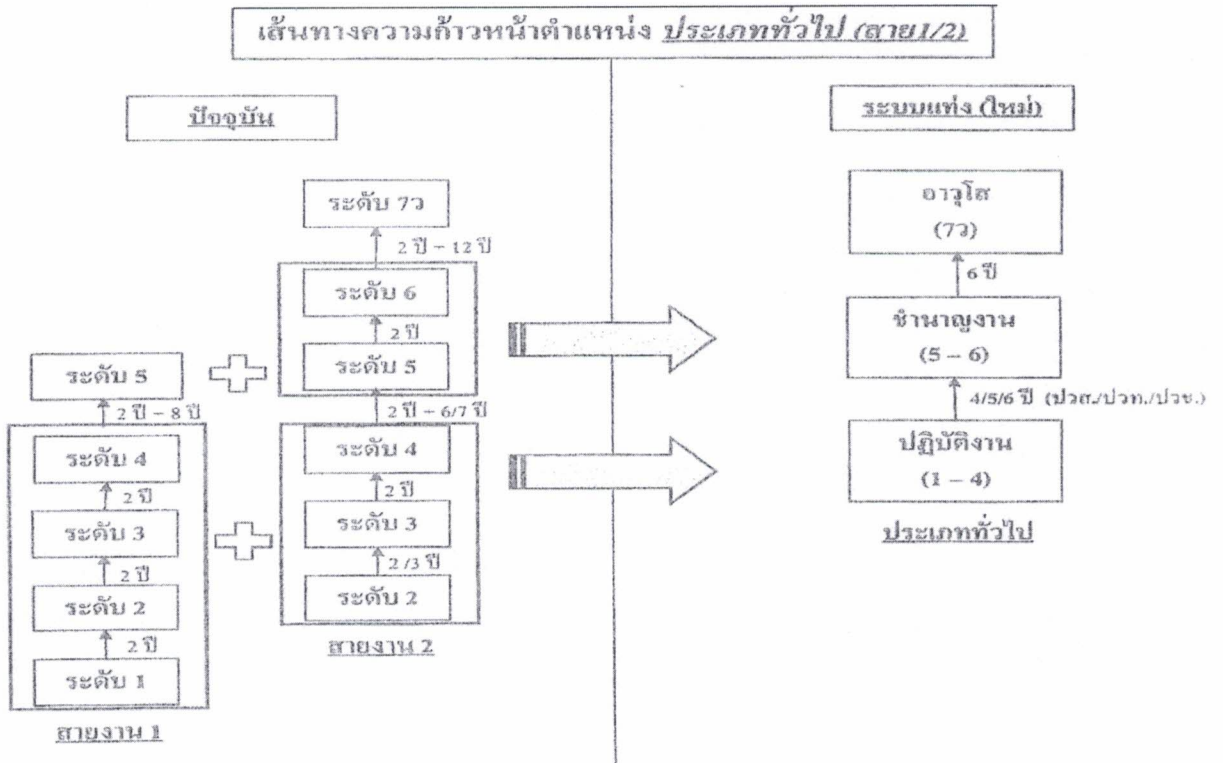 เส้นทางความก้าวหน้าตำแหน่ง ประเภททั่วไป (สาย1/2)
ปัจจุบัน
ระดับ 7ว
2 ปี - 12 ปี
ระดับ 6
2 ปี
ระดับ 5
2 ปี - 6/7 ปี
ระดับ 4
2 ปี
ระดับ 3
2 /3 ปี
ระดับ 2
สายงาน 2
ระดับ 5
2 ปี - 8 ปี
ระดับ 4
2 ปี
ระดับ 3
2 ปี
ระดับ 2
2 ปี
ระดับ 1
สายงาน 1
ระบบแท่ง (ใหม่)
อาวุโส
(7ว)
6 ปี
ชำนาญงาน
(5 – 6)
4/5/6 ปี (ปวส./ปวท./ปวช.)
ปฏิบัติงาน
(1 – 4)
ประเภททั่วไป